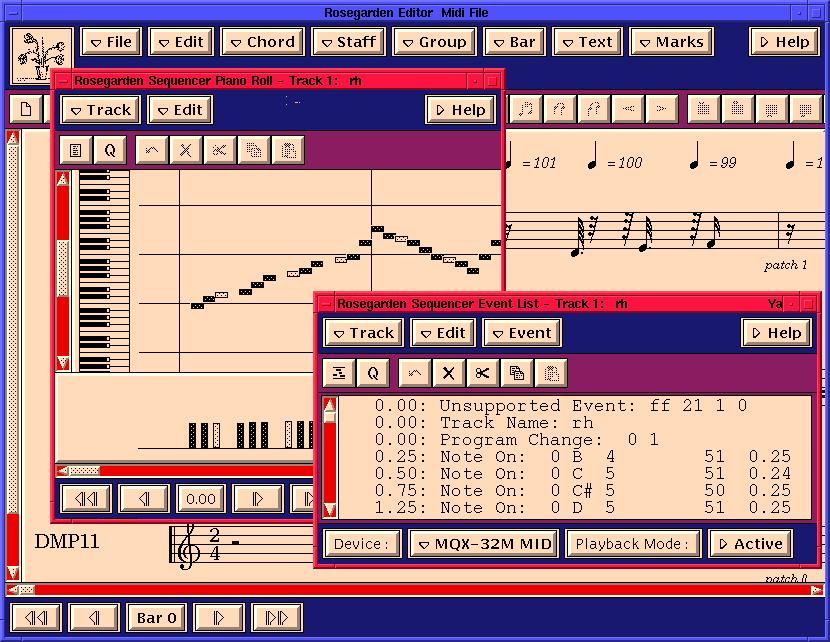 Rosegarden Editor Midi File
File Edit Chord Staff Group Bar Text Marks Help
Rosegarden Sequencer Piano Roll - Track 1: rh
Track Edit Help
Q
=101 =100 =99 =1
patch 1
Rosegarden Sequencer Event List - Track 1: rh Ya
Track Edit Event Help
Q
0.00: Unsupported Event: ff 21 1 0
0.00: Track Name: rh
0.00: Program Change: 0 1
0.25: Note On: 0 B 4 51 0.25
0.50: Note On: 0 C 5 51 0.24
0.75: Note On: 0 C# 5 50 0.25
1.25: Note On: 0 D 5 51 0.25
0.00
Device : MQX-32M MID Playback Mode : Active
DMP11
2
4
patch 0
Bar 0